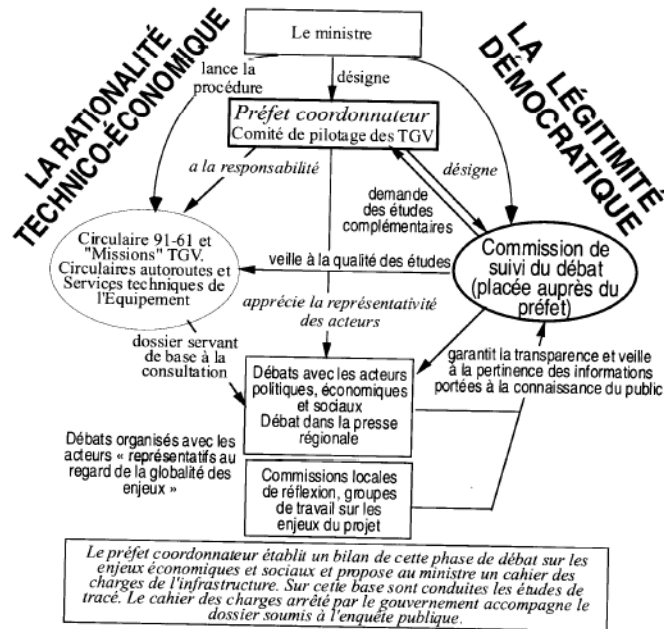 Le ministre
LA RATIONALITÉ
TECHNICO-ÉCONOMIQUE
LA LÉGITIMITÉ
DÉMOCRATIQUE
lance la
procédure
désigne
Préfet coordonnateur
Comité de pilotage des TGV
a la responsabilité
désigne
demande
des études
complémentaires
Circulaire 91-61 et
"Missions" TGV.
Circulaires autoroutes et
Services techniques de
l'Equipement
veille à la qualité des études
Commission de
suivi du débat
(placée auprès du
préfet)
apprécie la représentativité
des acteurs
dossier servant
de base à la
consultation
garantit la transparence et veille
à la pertinence des informations
portées à la connaissance du public
Débats avec les acteurs
politiques, économiques
et sociaux
Débat dans la presse
régionale
Débats organisés avec les
acteurs « représentatifs au
regard de la globalité des
enjeux »
Commissions locales
de réflexion, groupes
de travail sur les
enjeux du projet
Le préfet coordonnateur établit un bilan de cette phase de débat sur les
enjeux économiques et sociaux et propose au ministre un cahier des
charges de l'infrastructure. Sur cette base sont conduites les études de
tracé. Le cahier des charges arrêté par le gouvernement accompagne le
dossier soumis à l'enquête publique.